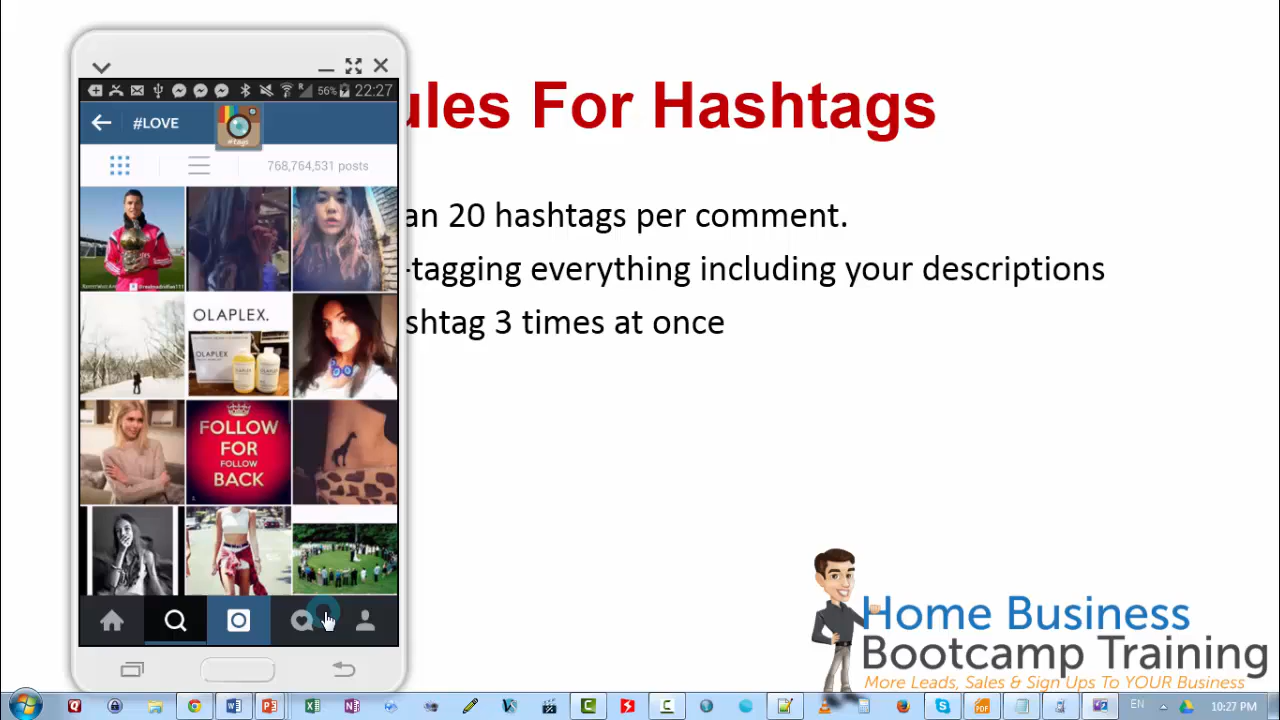 56% 22:27
#LOVE
#tags
768,764,531 posts
OLAPLEX.
OLAPLEX
FOLLOW
FOR
FOLLOW
BACK
ules For Hashtags
an 20 hashtags per comment.
-tagging everything including your descriptions
shtag 3 times at once
Home Business
Bootcamp Training
More Leads, Sales & Sign Ups To YOUR Business
EN
10:27 PM